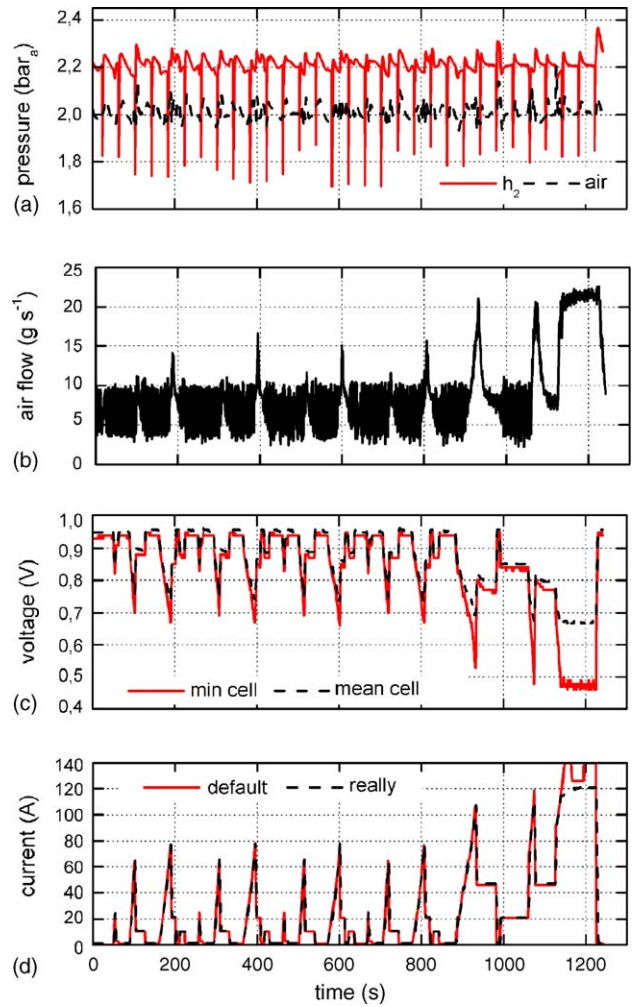 2,4
2,2
2,0
1,8
1,6
pressure (bara)
h2 air
(a)
25
20
15
10
5
0
air flow (g s-1)
(b)
1,0
0,9
0,8
0,7
0,6
0,5
0,4
voltage (V)
min cell mean cell
(c)
140
120
100
80
60
40
20
0
current (A)
default really
(d)
0 200 400 600 800 1000 1200
time (s)